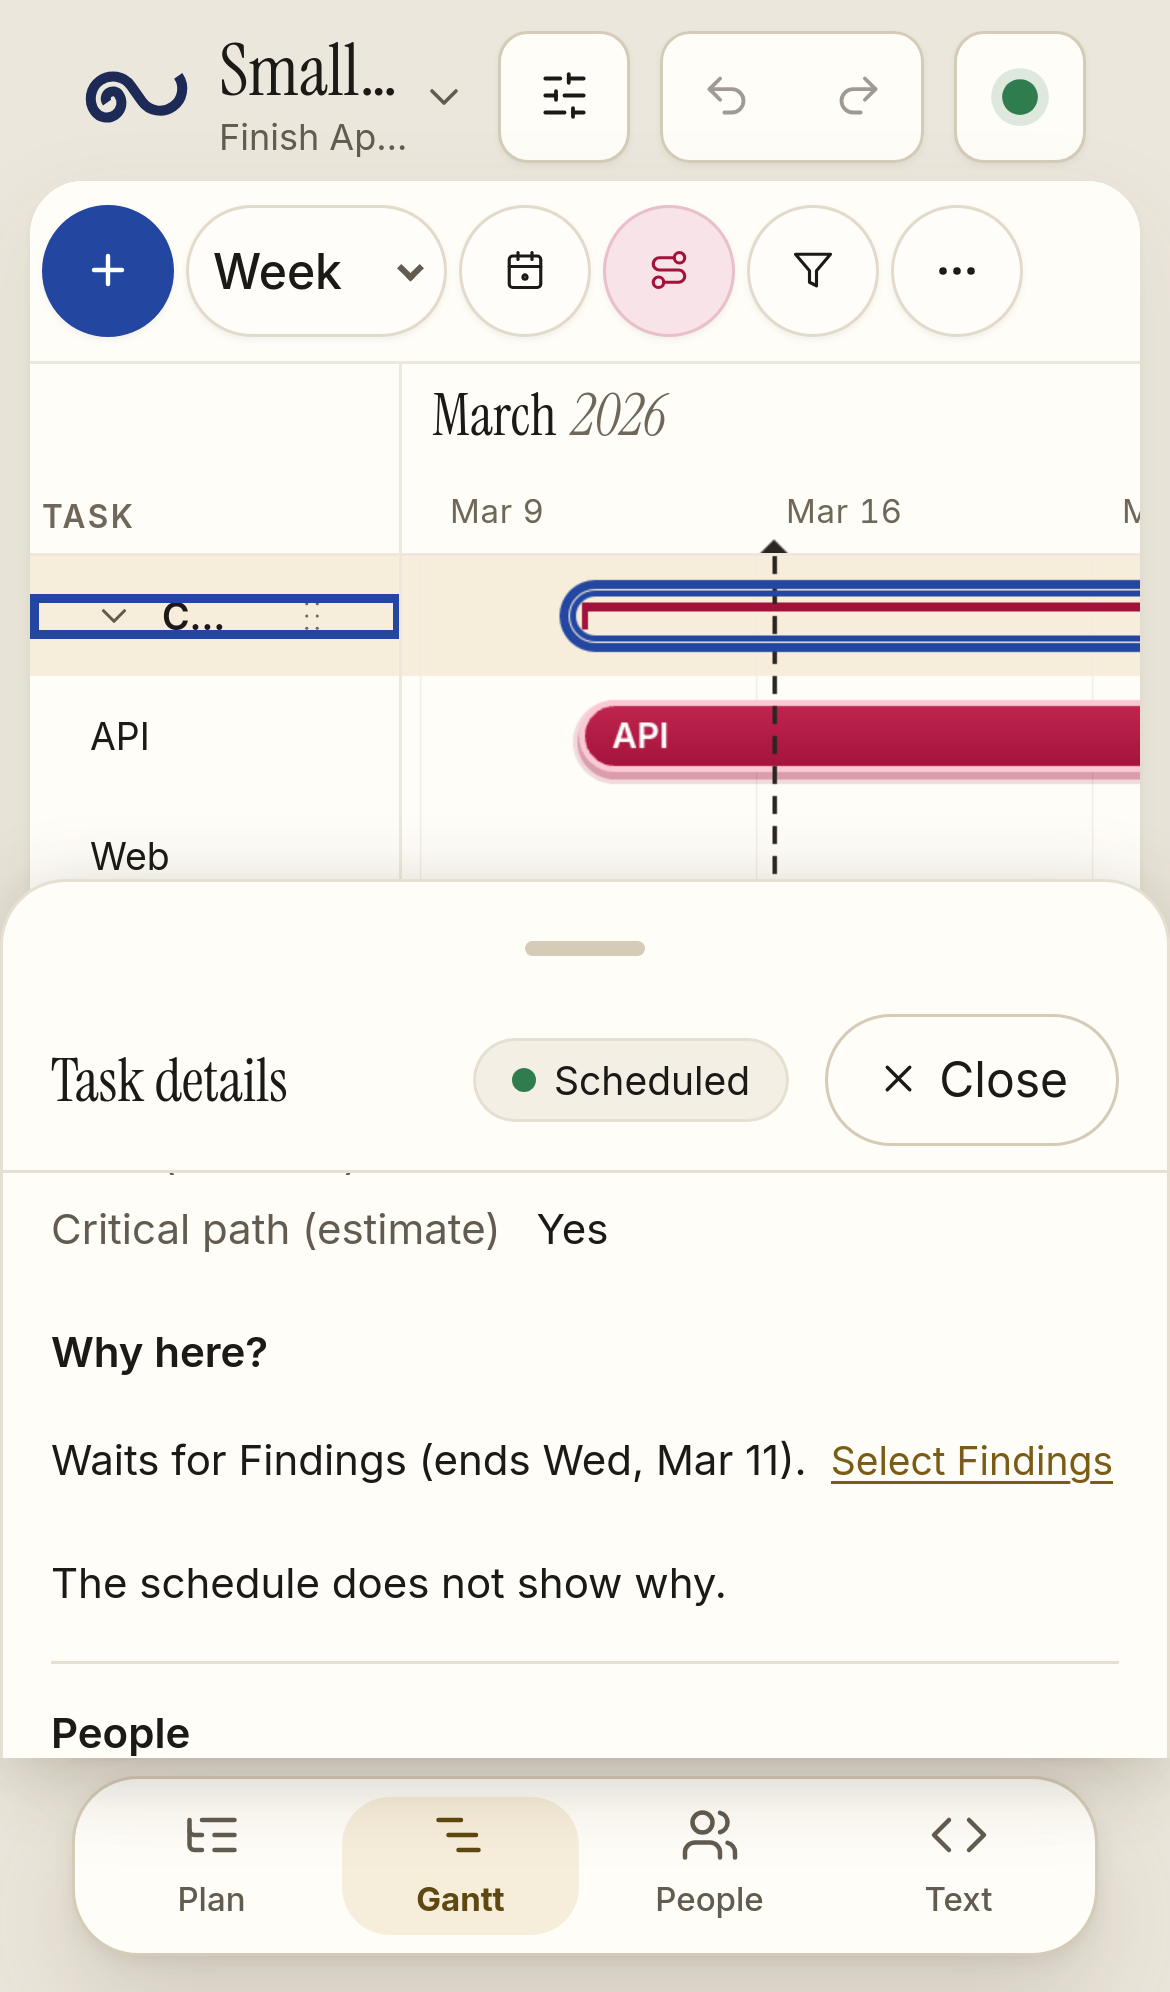 Small...
Finish Ap...
Week
March 2026
TASK
Mar 9
Mar 16
C...
API
API
Web
Task details
Scheduled
Close
Critical path (estimate) Yes
Why here?
Waits for Findings (ends Wed, Mar 11). Select Findings
The schedule does not show why.
People
Plan
Gantt
People
Text